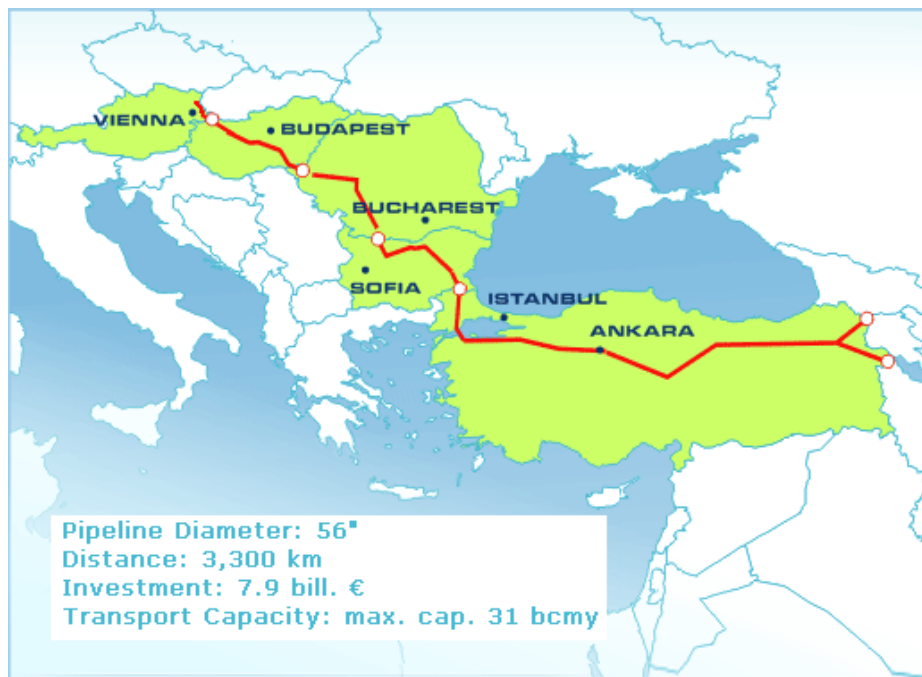 VIENNA
BUDAPEST
BUCHAREST
SOFIA
ISTANBUL
ANKARA
Pipeline Diameter: 56"
Distance: 3,300 km
Investment: 7.9 bill. €
Transport Capacity: max. cap. 31 bcmy